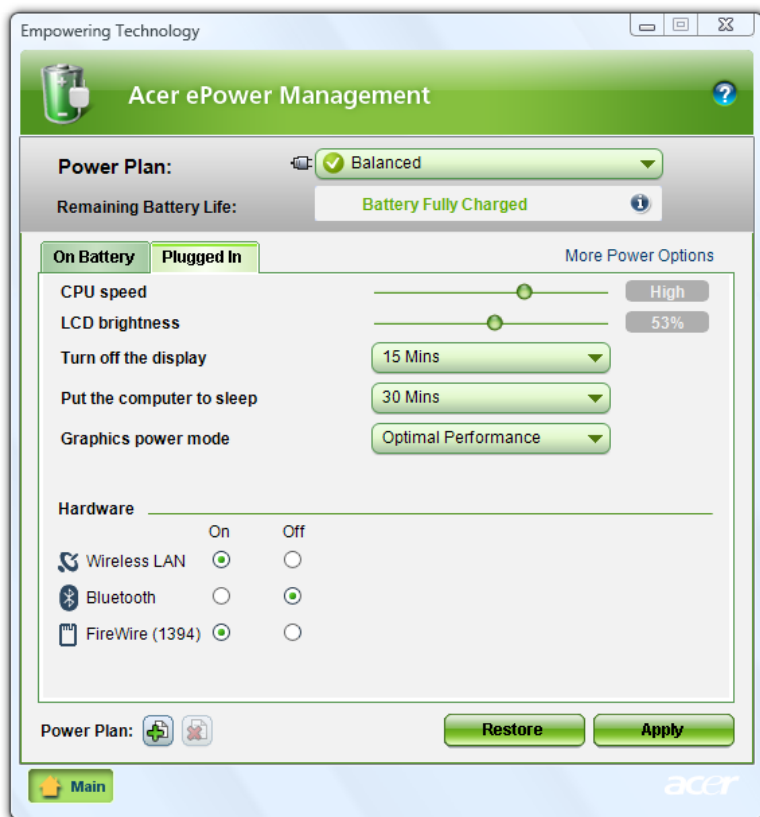 Empowering Technology
Acer ePower Management
?
Power Plan: Balanced
Remaining Battery Life: Battery Fully Charged i
On Battery Plugged In More Power Options
CPU speed High
LCD brightness 53%
Turn off the display 15 Mins
Put the computer to sleep 30 Mins
Graphics power mode Optimal Performance
Hardware
On Off
Wireless LAN
Bluetooth
FireWire (1394)
Power Plan: Restore Apply
Main acer